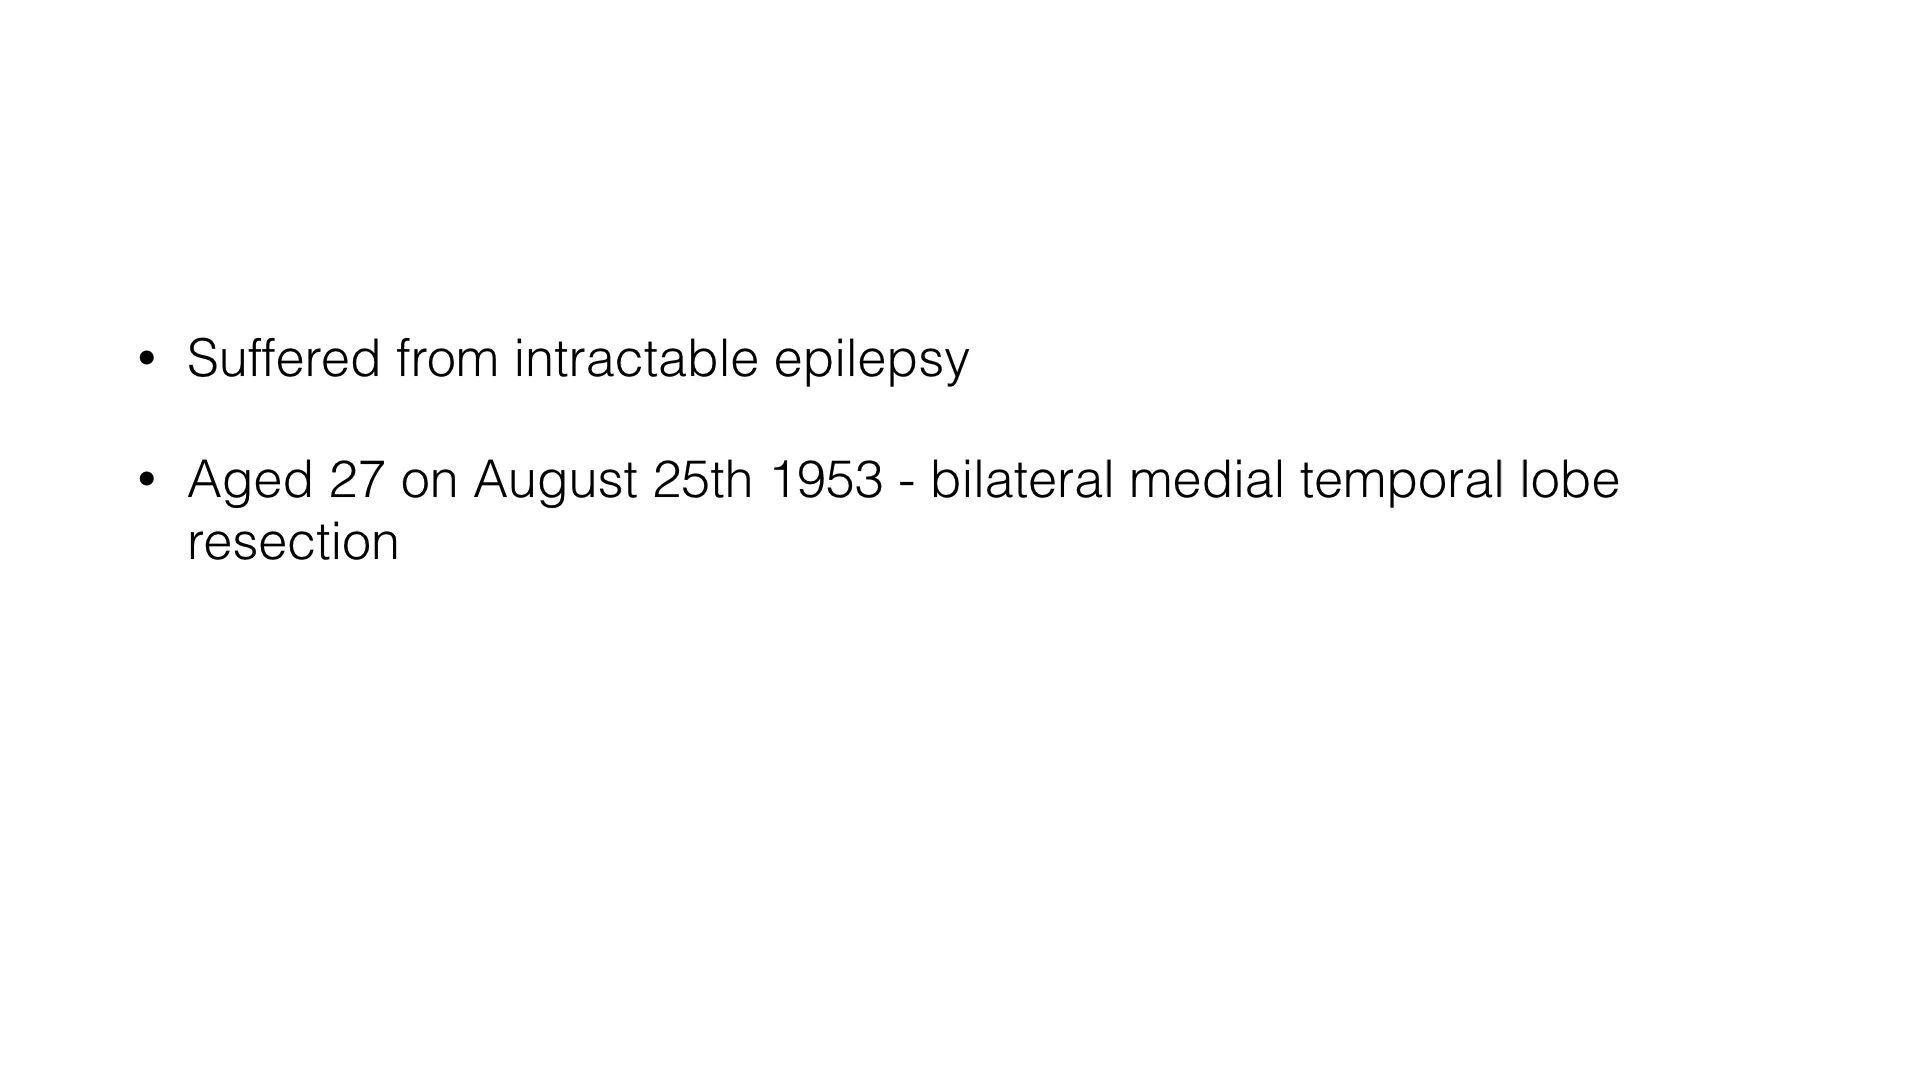 • Suffered from intractable epilepsy
• Aged 27 on August 25th 1953 - bilateral medial temporal lobe
resection